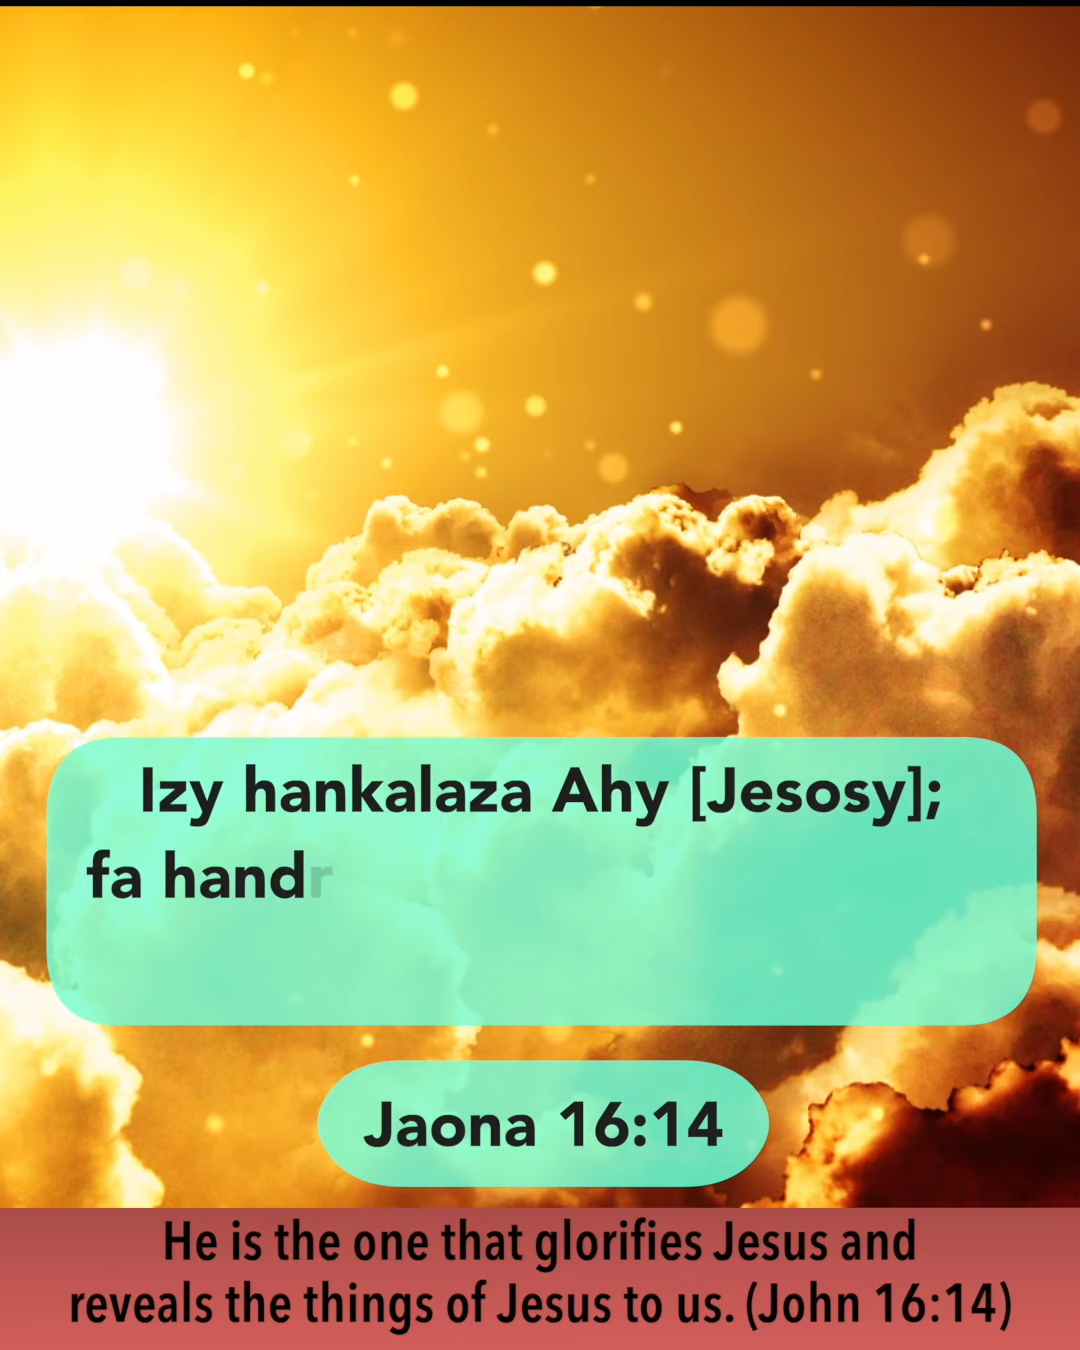 Izy hankalaza Ahy [Jesosy];
fa handr
Jaona 16:14
He is the one that glorifies Jesus and
reveals the things of Jesus to us. (John 16:14)